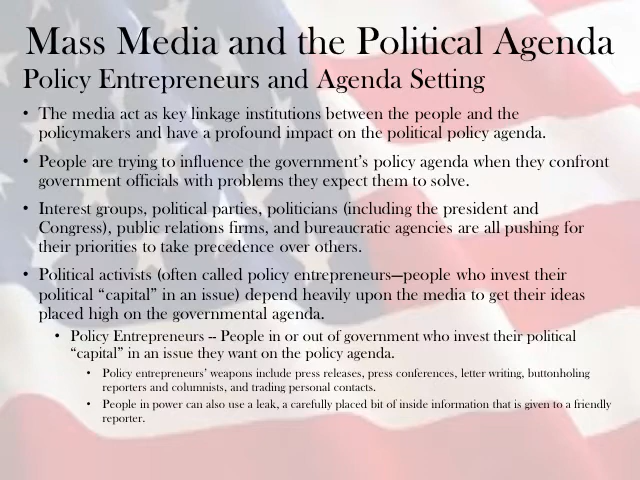 Mass Media and the Political Agenda
Policy Entrepreneurs and Agenda Setting
• The media act as key linkage institutions between the people and the
policymakers and have a profound impact on the political policy agenda.
• People are trying to influence the government's policy agenda when they confront
government officials with problems they expect them to solve.
• Interest groups, political parties, politicians (including the president and
Congress), public relations firms, and bureaucratic agencies are all pushing for
their priorities to take precedence over others.
• Political activists (often called policy entrepreneurs—people who invest their
political “capital” in an issue) depend heavily upon the media to get their ideas
placed high on the governmental agenda.
• Policy Entrepreneurs -- People in or out of government who invest their political
“capital” in an issue they want on the policy agenda.
• Policy entrepreneurs’ weapons include press releases, press conferences, letter writing, buttonholing
reporters and columnists, and trading personal contacts.
• People in power can also use a leak, a carefully placed bit of inside information that is given to a friendly
reporter.